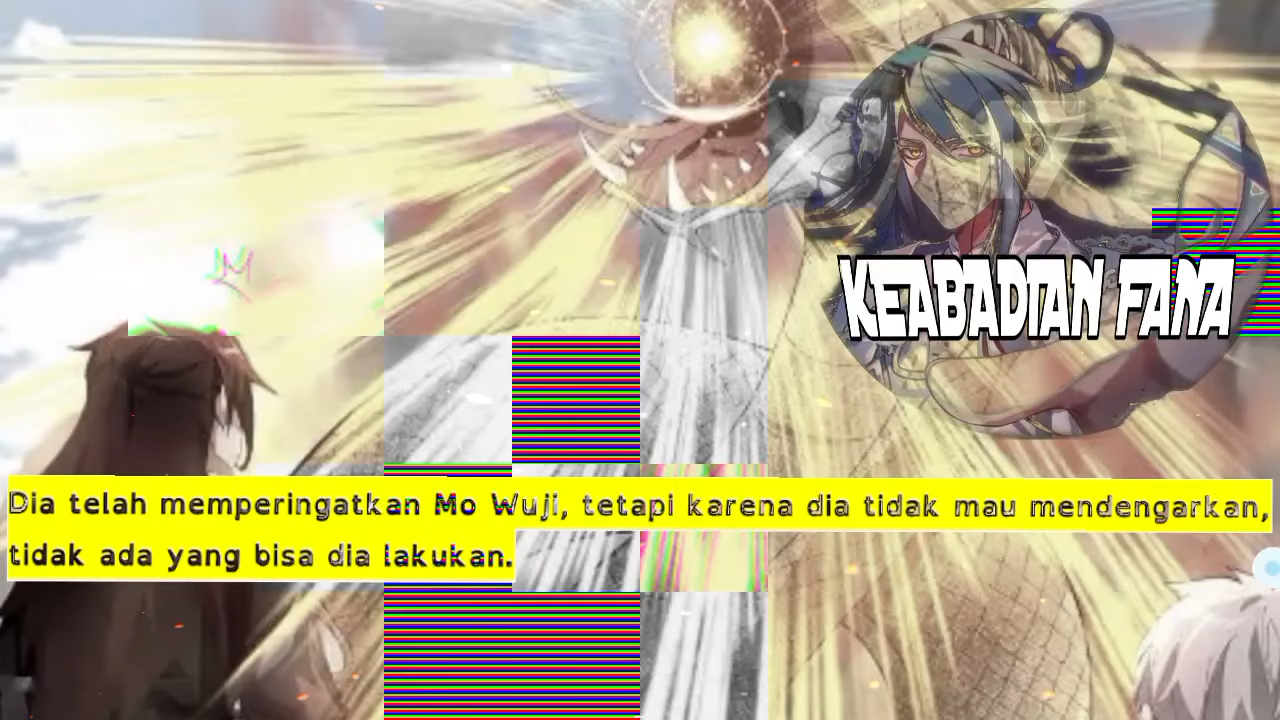 KEABADIAN FANA
Dia telah memperingatkan Mo Wuji, tetapi karena dia tidak mau mendengarkan,
tidak ada yang bisa dia lakukan.